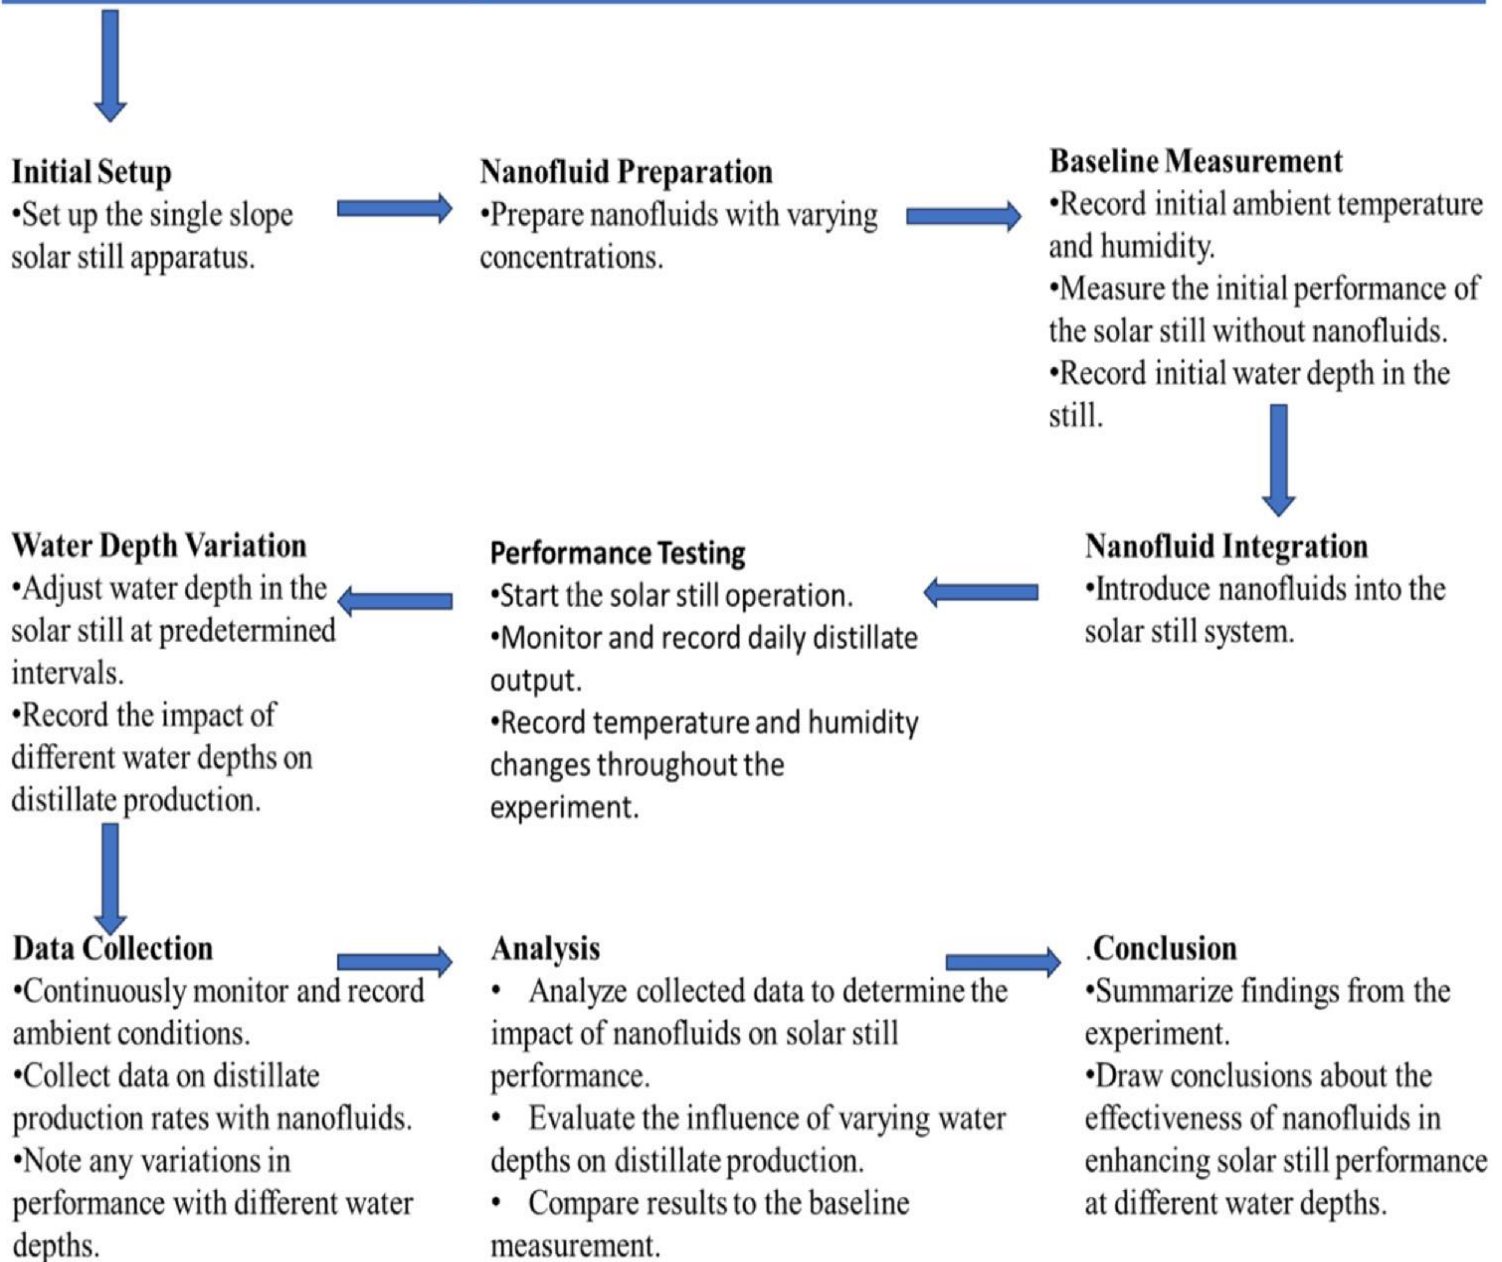 Initial Setup
•Set up the single slope
solar still apparatus.
Nanofluid Preparation
•Prepare nanofluids with varying
concentrations.
Baseline Measurement
•Record initial ambient temperature
and humidity.
•Measure the initial performance of
the solar still without nanofluids.
•Record initial water depth in the
still.
Nanofluid Integration
•Introduce nanofluids into the
solar still system.
Performance Testing
•Start the solar still operation.
•Monitor and record daily distillate
output.
•Record temperature and humidity
changes throughout the
experiment.
Water Depth Variation
•Adjust water depth in the
solar still at predetermined
intervals.
•Record the impact of
different water depths on
distillate production.
Data Collection
•Continuously monitor and record
ambient conditions.
•Collect data on distillate
production rates with nanofluids.
•Note any variations in
performance with different water
depths.
Analysis
• Analyze collected data to determine the
impact of nanofluids on solar still
performance.
• Evaluate the influence of varying water
depths on distillate production.
• Compare results to the baseline
measurement.
.Conclusion
•Summarize findings from the
experiment.
•Draw conclusions about the
effectiveness of nanofluids in
enhancing solar still performance
at different water depths.